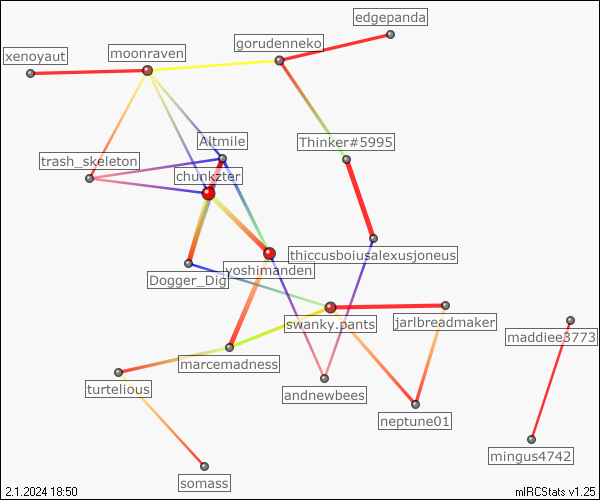 edgepanda
gorudenneko
moonraven
xenoyaut
Altmile
Thinker#5995
trash_skeleton
chunkzter
thiccusboiusalexusjoneus
yoshimanden
Dogger_Dig
swanky.pants
jarlbreadmaker
maddiee3773
marcemadness
turtelious
andnewbees
neptune01
mingus4742
somass
2.1.2024 18:50
mIRCStats v1.25